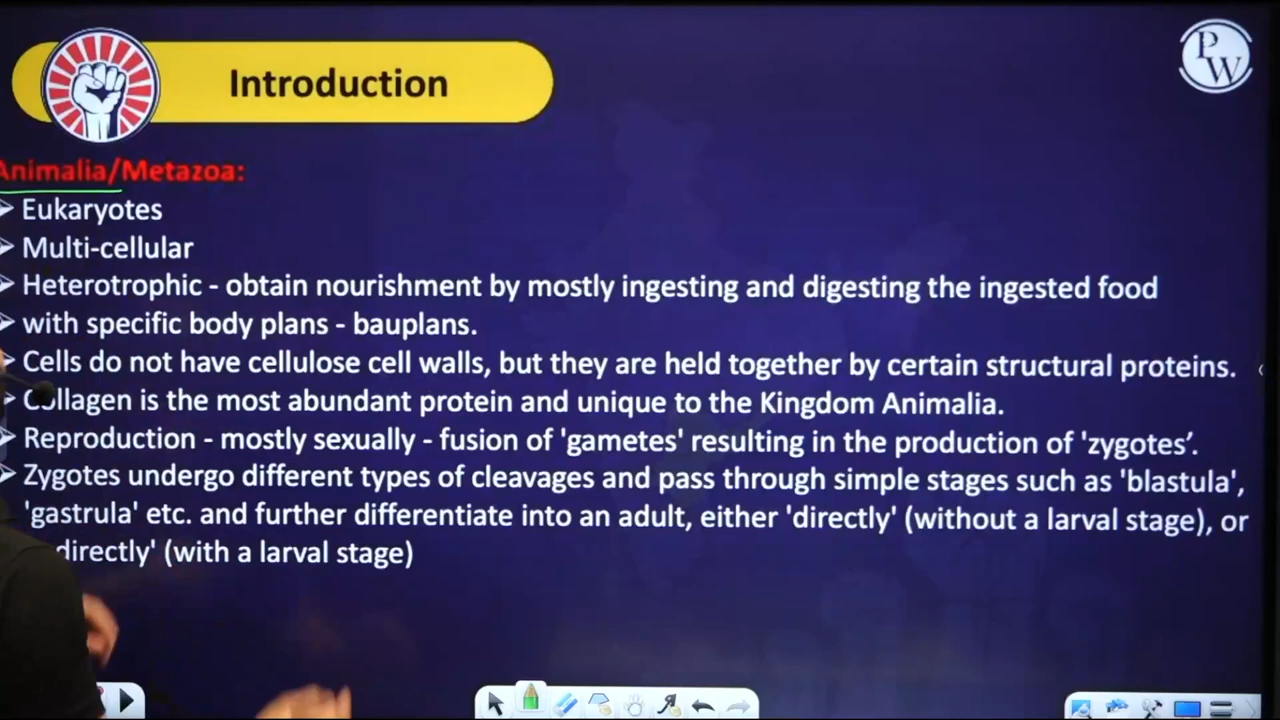 Introduction
P
W
Animalia/Metazoa:
Eukaryotes
Multi-cellular
Heterotrophic - obtain nourishment by mostly ingesting and digesting the ingested food
with specific body plans - bauplans.
Cells do not have cellulose cell walls, but they are held together by certain structural proteins.
Collagen is the most abundant protein and unique to the Kingdom Animalia.
Reproduction - mostly sexually - fusion of 'gametes' resulting in the production of 'zygotes’.
Zygotes undergo different types of cleavages and pass through simple stages such as 'blastula',
'gastrula' etc. and further differentiate into an adult, either 'directly' (without a larval stage), or
directly' (with a larval stage)